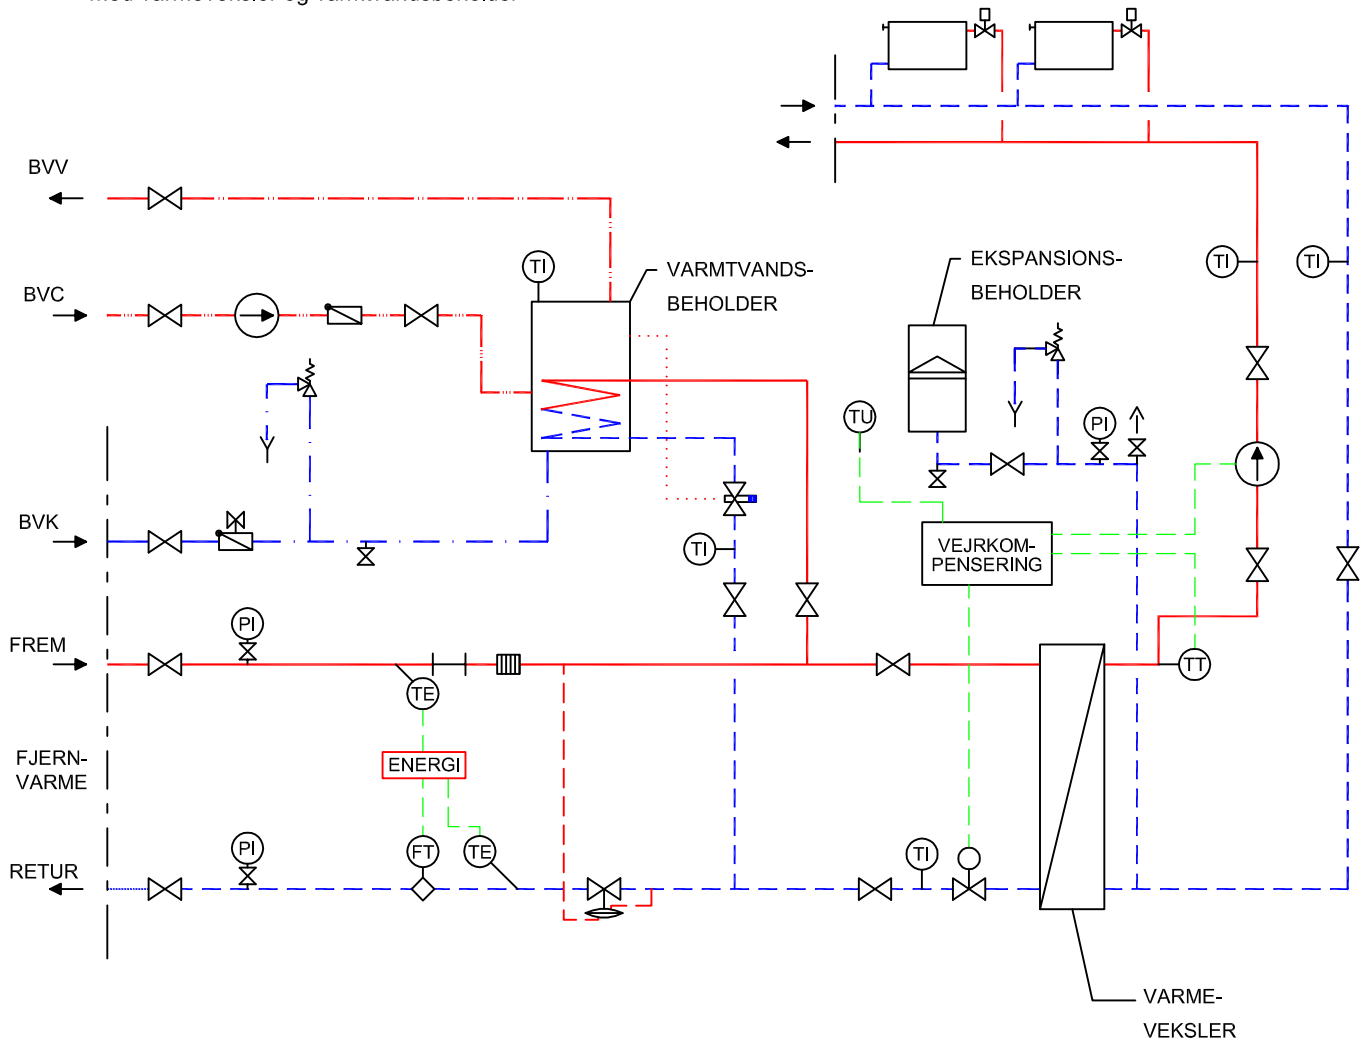 BVV
TI
VARMTVANDS-
BEHOLDER
EKSPANSIONS-
BEHOLDER
TI
TI
BVC
TU
PI
BVK
TI
VEJRKOM-
PENSERING
PI
FREM
TE
TT
FJERN-
VARME
ENERGI
PI
FT
TE
TI
RETUR
VARME-
VEKSLER